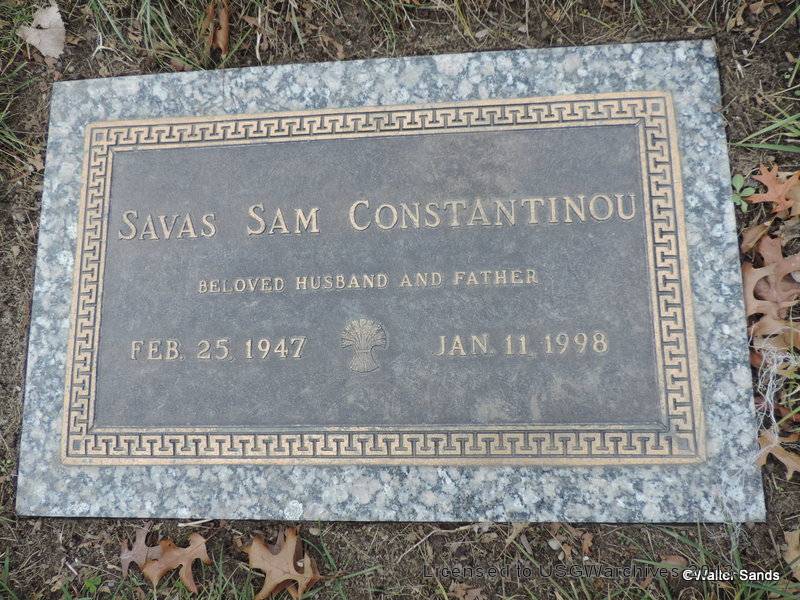 SAVAS SAM CONSTANTINOU
BELOVED HUSBAND AND FATHER
FEB. 25, 1947 JAN. 11, 1998
Licensed to USGWarchives
©Walter Sands